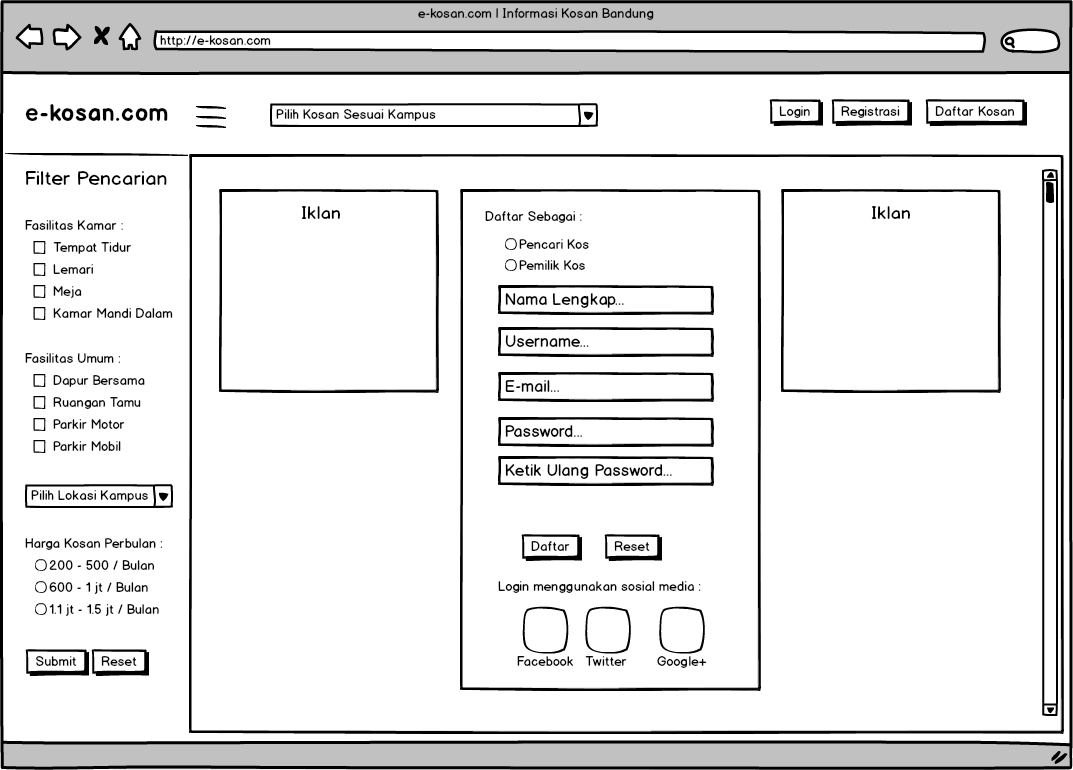 e-kosan.com | Informasi Kosan Bandung
http://e-kosan.com
e-kosan.com
Pilih Kosan Sesuai Kampus
Login
Registrasi
Daftar Kosan
Filter Pencarian
Fasilitas Kamar :
Tempat Tidur
Lemari
Meja
Kamar Mandi Dalam
Fasilitas Umum :
Dapur Bersama
Ruangan Tamu
Parkir Motor
Parkir Mobil
Pilih Lokasi Kampus
Harga Kosan Perbulan :
200 - 500 / Bulan
600 - 1 jt / Bulan
1.1 jt - 1.5 jt / Bulan
Submit
Reset
Iklan
Daftar Sebagai :
Pencari Kos
Pemilik Kos
Nama Lengkap...
Username...
E-mail...
Password...
Ketik Ulang Password...
Daftar
Reset
Login menggunakan sosial media :
Facebook
Twitter
Google+
Iklan